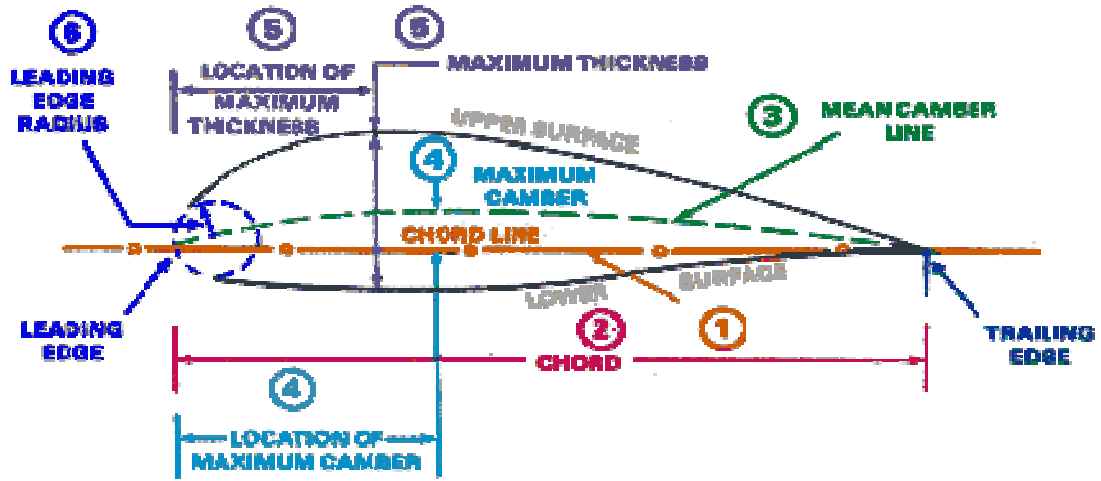 6
5
5
LEADING
EDGE
RADIUS
LOCATION OF
MAXIMUM
THICKNESS
MAXIMUM THICKNESS
3
MEAN CAMBER
LINE
UPPER SURFACE
4
MAXIMUM
CAMBER
CHORD LINE
LOWER SURFACE
LEADING
EDGE
2
1
CHORD
TRAILING
EDGE
4
LOCATION OF
MAXIMUM CAMBER